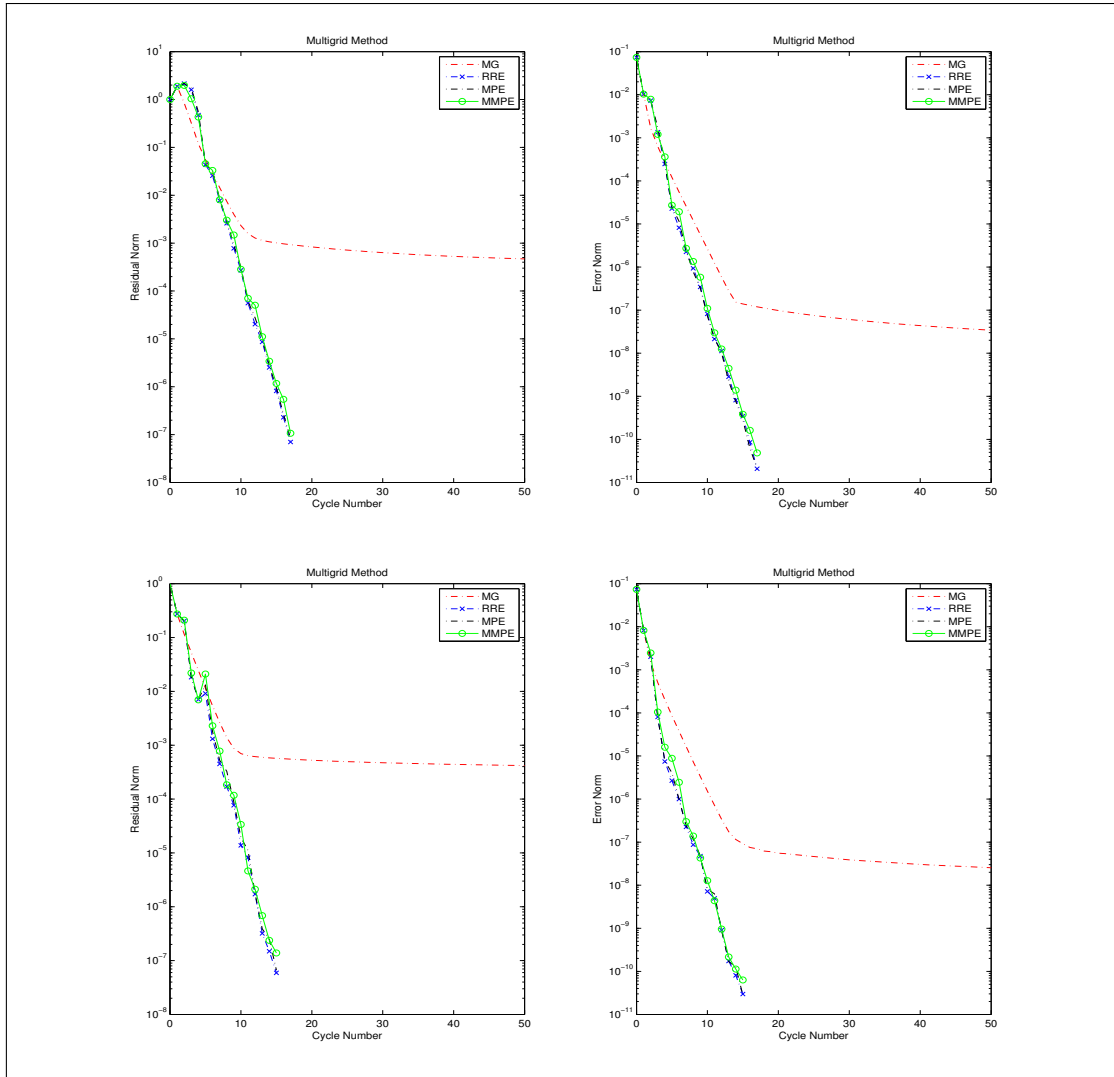 Multigrid Method
10^1
10^0
10^-1
10^-2
10^-3
10^-4
10^-5
10^-6
10^-7
10^-8
Residual Norm
MG
RRE
MPE
MMPE
0 10 20 30 40 50
Cycle Number
Multigrid Method
10^-1
10^-2
10^-3
10^-4
10^-5
10^-6
10^-7
10^-8
10^-9
10^-10
10^-11
Error Norm
MG
RRE
MPE
MMPE
0 10 20 30 40 50
Cycle Number
Multigrid Method
10^0
10^-1
10^-2
10^-3
10^-4
10^-5
10^-6
10^-7
10^-8
Residual Norm
MG
RRE
MPE
MMPE
0 10 20 30 40 50
Cycle Number
Multigrid Method
10^-1
10^-2
10^-3
10^-4
10^-5
10^-6
10^-7
10^-8
10^-9
10^-10
10^-11
Error Norm
MG
RRE
MPE
MMPE
0 10 20 30 40 50
Cycle Number